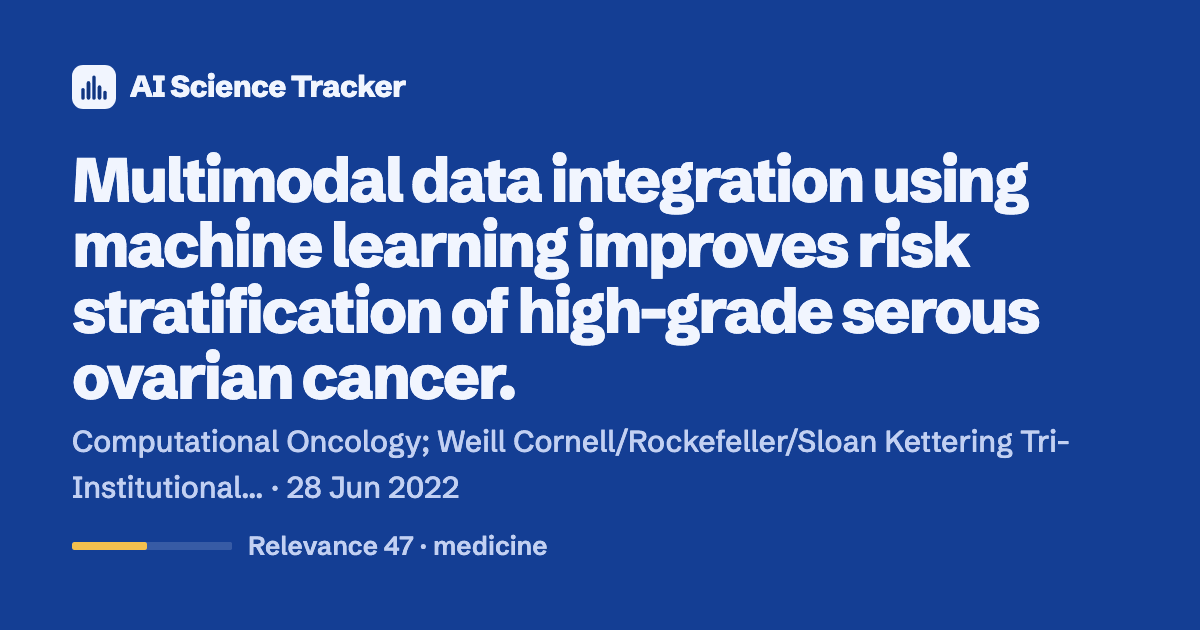 AI Science Tracker
Multimodal data integration using
machine learning improves risk
stratification of high-grade serous
ovarian cancer.
Computational Oncology; Weill Cornell/Rockefeller/Sloan Kettering Tri-
Institutional... · 28 Jun 2022
Relevance 47 · medicine